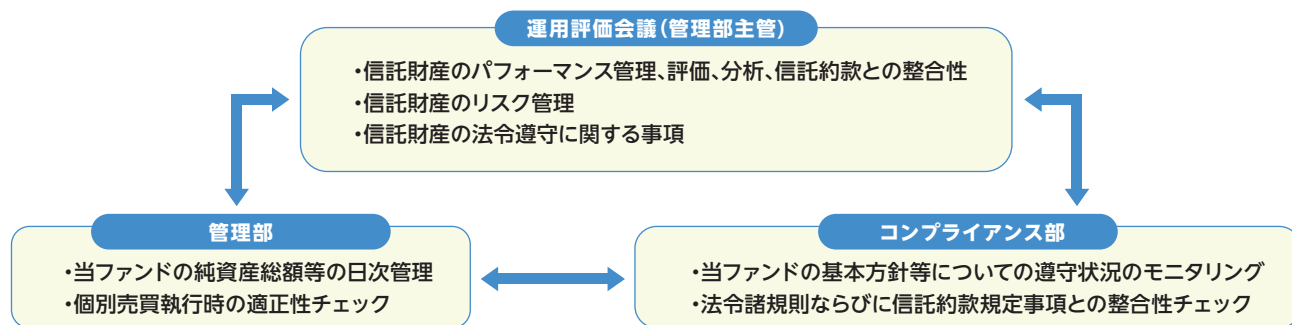 運用評価会議(管理部主管)
・信託財産のパフォーマンス管理、評価、分析、信託約款との整合性
・信託財産のリスク管理
・信託財産の法令遵守に関する事項
管理部
・当ファンドの純資産総額等の日次管理
・個別売買執行時の適正性チェック
コンプライアンス部
・当ファンドの基本方針等についての遵守状況のモニタリング
・法令諸規則ならびに信託約款規定事項との整合性チェック